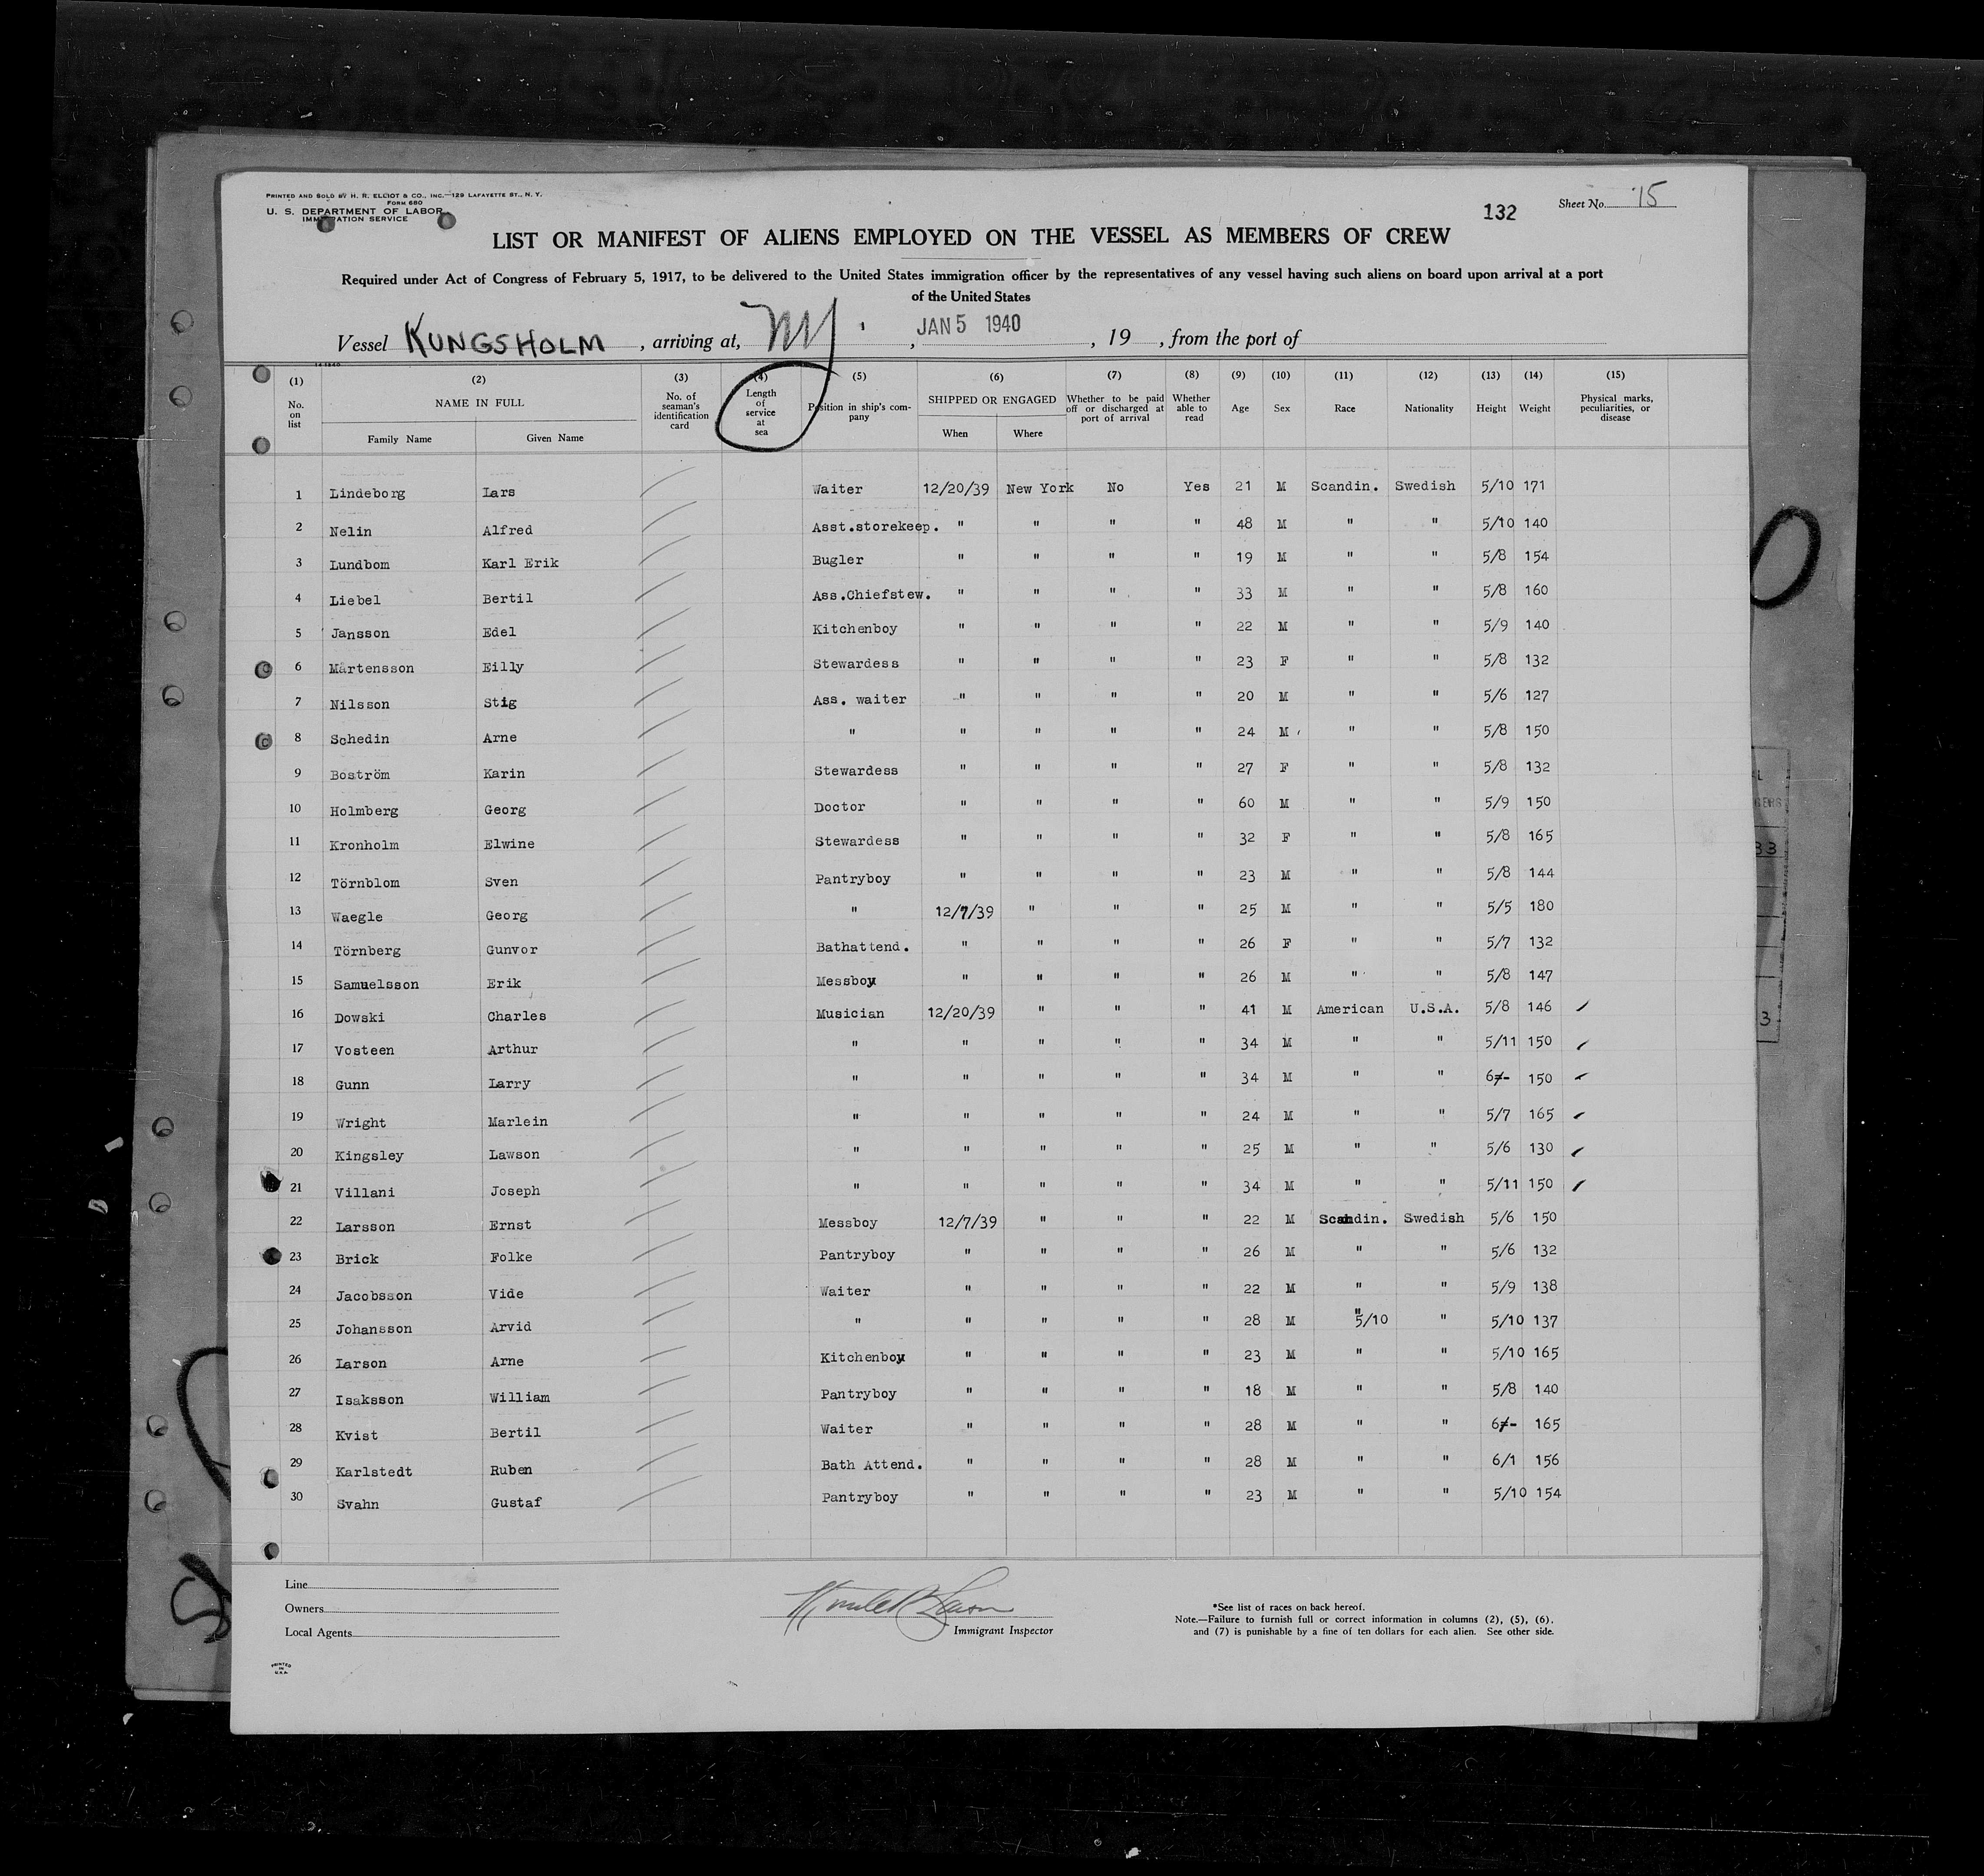 PRINTED AND SOLD BY H. R. ELLIOT & CO., INC.—129 LAFAYETTE ST., N. Y.
FORM 680
U. S. DEPARTMENT OF LABOR
IMMIGRATION SERVICE
132
Sheet No. 15
LIST OR MANIFEST OF ALIENS EMPLOYED ON THE VESSEL AS MEMBERS OF CREW
Required under Act of Congress of February 5, 1917, to be delivered to the United States immigration officer by the representatives of any vessel having such aliens on board upon arrival at a port
of the United States
Vessel KUNGSHOLM, arriving at, NY, JAN 5 1940, 19 , from the port of
(1) (2) (3) (4) (5) (6) (7) (8) (9) (10) (11) (12) (13) (14) (15)
No. on list NAME IN FULL Family Name Given Name No. of seaman's identification card Length of service at sea Position in ship's company SHIPPED OR ENGAGED When Where Whether to be paid off or discharged at port of arrival Whether able to read Age Sex Race Nationality Height Weight Physical marks, peculiarities, or disease
1 Lindeborg Lars Waiter 12/20/39 New York No Yes 21 M Scandin. Swedish 5/10 171
2 Nelin Alfred Asst.storekeep. " " " " 48 M " " 5/10 140
3 Lundbom Karl Erik Bugler " " " " 19 M " " 5/8 154
4 Liebel Bertil Ass.Chiefstew. " " " " 33 M " " 5/8 160
5 Jansson Edel Kitchenboy " " " " 22 M " " 5/9 140
6 Mårtensson Eilly Stewardess " " " " 23 F " " 5/8 132
7 Nilsson Stig Ass. waiter " " " " 20 M " " 5/6 127
8 Schedin Arne " " " " " 24 M " " 5/8 150
9 Boström Karin Stewardess " " " " 27 F " " 5/8 132
10 Holmberg Georg Doctor " " " " 60 M " " 5/9 150
11 Kronholm Elwine Stewardess " " " " 32 F " " 5/8 165
12 Törnblom Sven Pantryboy " " " " 23 M " " 5/8 144
13 Waegle Georg " 12/7/39 " " " 25 M " " 5/5 180
14 Törnberg Gunvor Bathattend. " " " " 26 F " " 5/7 132
15 Samuelsson Erik Messboy " " " " 26 M " " 5/8 147
16 Dowski Charles Musician 12/20/39 " " " 41 M American U.S.A. 5/8 146
17 Vosteen Arthur " " " " " 34 M " " 5/11 150
18 Gunn Larry " " " " " 34 M " " 6/- 150
19 Wright Marlein " " " " " 24 M " " 5/7 165
20 Kingsley Lawson " " " " " 25 M " " 5/6 130
21 Villani Joseph " " " " " 34 M " " 5/11 150
22 Larsson Ernst Messboy 12/7/39 " " " 22 M Scandin. Swedish 5/6 150
23 Brick Folke Pantryboy " " " " 26 M " " 5/6 132
24 Jacobsson Vide Waiter " " " " 22 M " " 5/9 138
25 Johansson Arvid " " " " " 28 M " 5/10 " 5/10 137
26 Larson Arne Kitchenboy " " " " 23 M " " 5/10 165
27 Isaksson William Pantryboy " " " " 18 M " " 5/8 140
28 Kvist Bertil Waiter " " " " 28 M " " 6/- 165
29 Karlstedt Ruben Bath Attend. " " " " 28 M " " 6/1 156
30 Svahn Gustaf Pantryboy " " " " 23 M " " 5/10 154
Line
Owners
Local Agents
Immigrant Inspector
*See list of races on back hereof.
Note.—Failure to furnish full or correct information in columns (2), (5), (6),
and (7) is punishable by a fine of ten dollars for each alien. See other side.
PRINTED
IN
U.S.A.